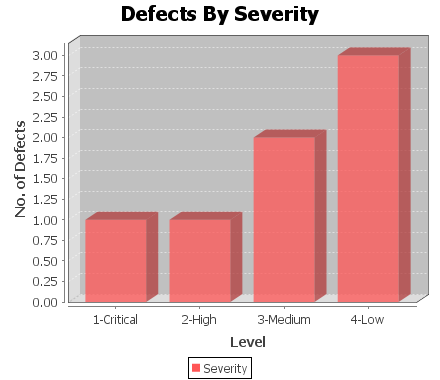 Defects By Severity
No. of Defects
3.00
2.75
2.50
2.25
2.00
1.75
1.50
1.25
1.00
0.75
0.50
0.25
0.00
1-Critical 2-High 3-Medium 4-Low
Level
Severity